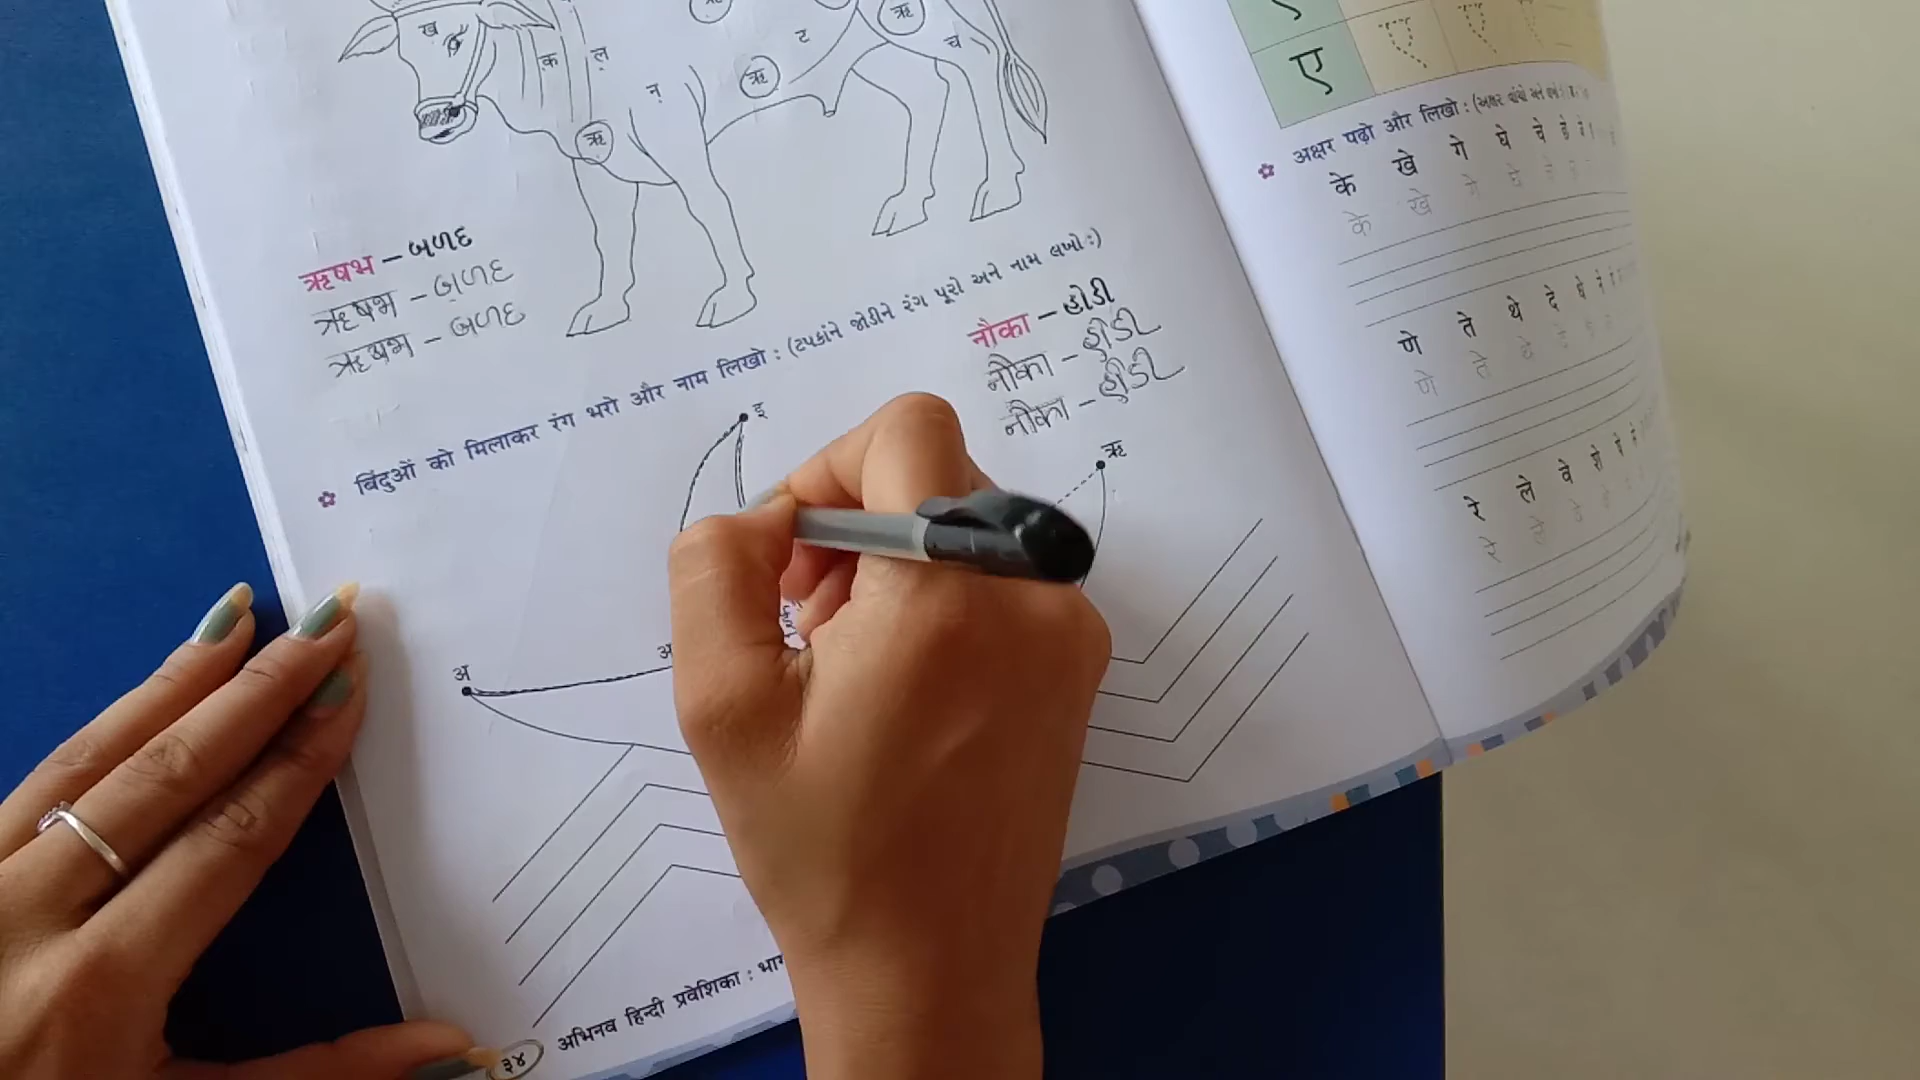 ख
क
ल
न
ऋ
ऋ
ट
ऋ
च
ऋषभ – બળદ
ऋषभ – બળદ
ऋषभ – બળદ
बिंदुओं को मिलाकर रंग भरो और नाम लिखो : (ટપકાંને જોડીને રંગ પૂરો અને નામ લખો :)
नौका – હોડી
नौका – હોડી
नौका – હોડી
इ
ऋ
अ
३४ अभिनव हिन्दी प्रवेशिका :
ए ए
अक्षर पढ़ो और लिखो :
के खे गे घे चे
के खे गे घे
णे ते थे दे धे
णे ते थे दे
रे ले वे शे
रे ले वे